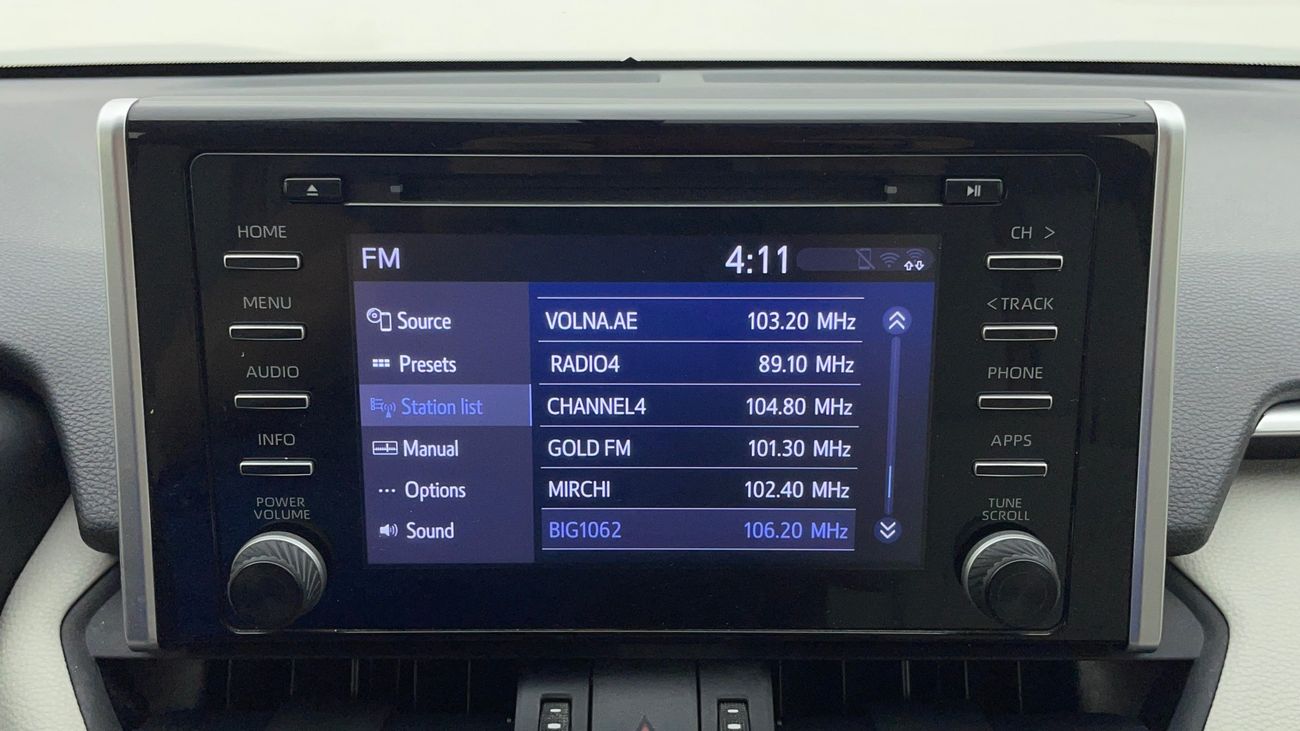 HOME
MENU
AUDIO
INFO
POWER
VOLUME
FM 4:11
Source
Presets
Station list
Manual
Options
Sound
VOLNA.AE 103.20 MHz
RADIO4 89.10 MHz
CHANNEL4 104.80 MHz
GOLD FM 101.30 MHz
MIRCHI 102.40 MHz
BIG1062 106.20 MHz
CH >
< TRACK
PHONE
APPS
TUNE
SCROLL